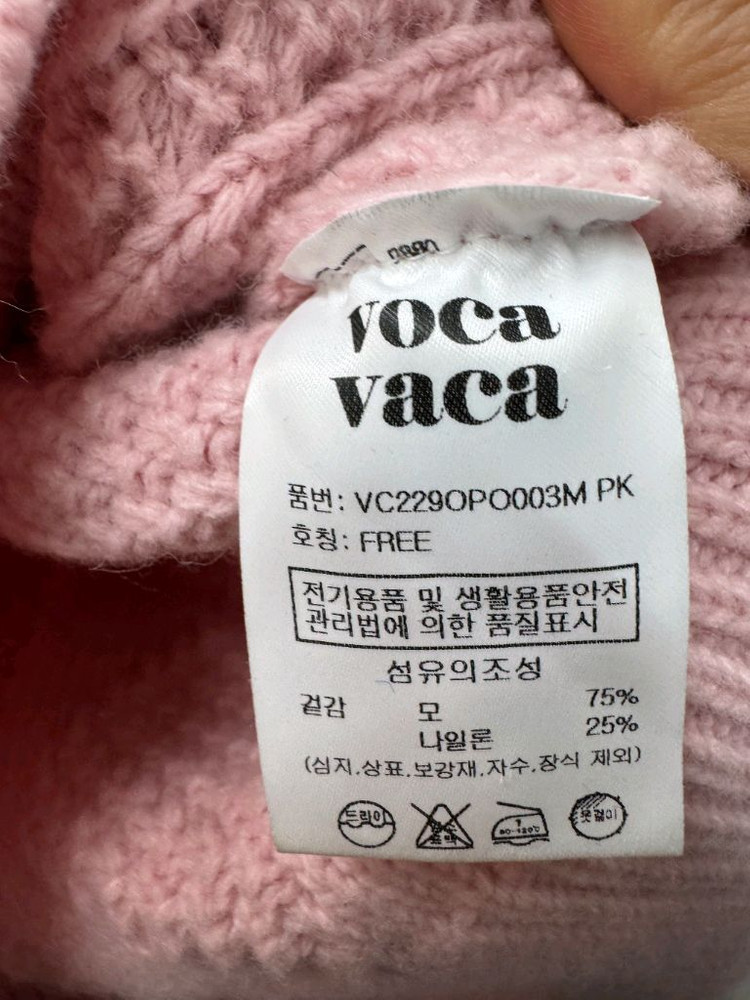 voca
vaca
품번: VC229OPO003M PK
호칭: FREE
전기용품 및 생활용품안전
관리법에 의한 품질표시
섬유의조성
겉감 모 75%
나일론 25%
(심지.상표.보강재.자수.장식 제외)
드라이
옷걸이